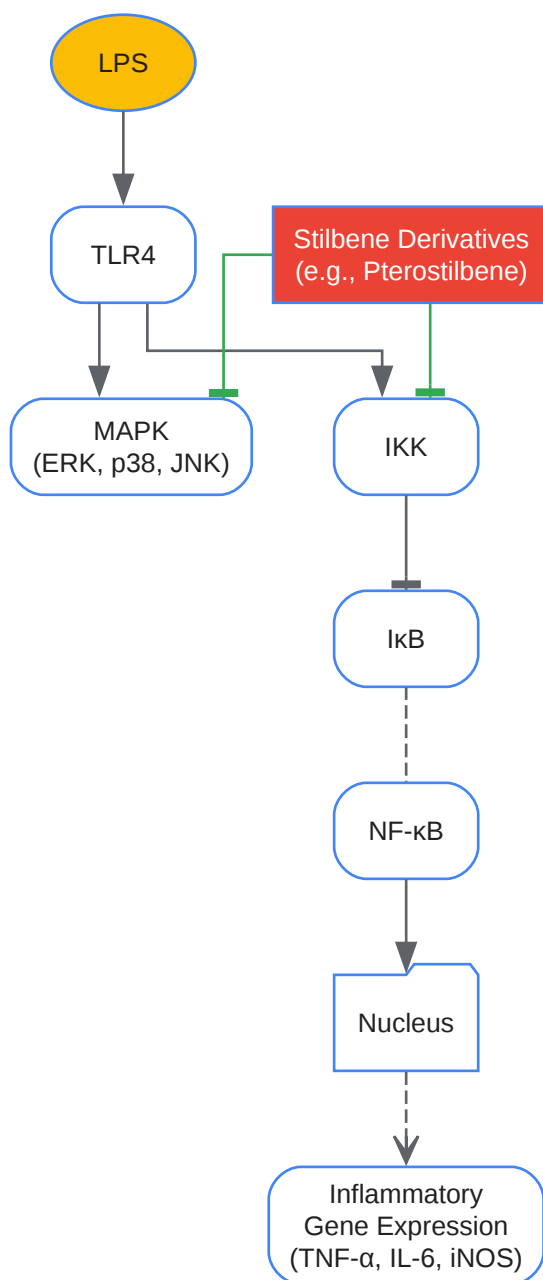 LPS
TLR4
Stilbene Derivatives
(e.g., Pterostilbene)
MAPK
(ERK, p38, JNK)
IKK
IκB
NF-κB
Nucleus
Inflammatory
Gene Expression
(TNF-α, IL-6, iNOS)